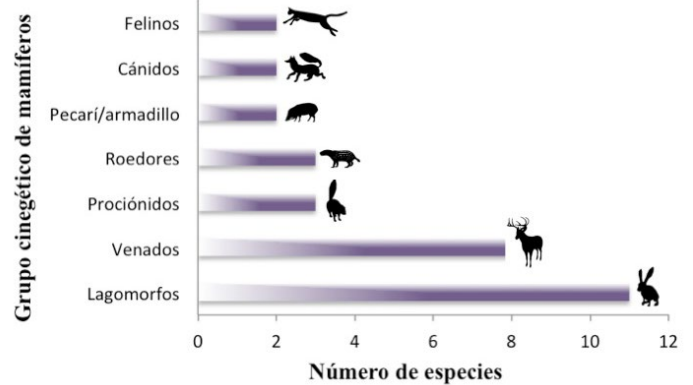 Grupo cinegético de mamíferos
Felinos
Cánidos
Pecarí/armadillo
Roedores
Prociónidos
Venados
Lagomorfos
0 2 4 6 8 10 12
Número de especies